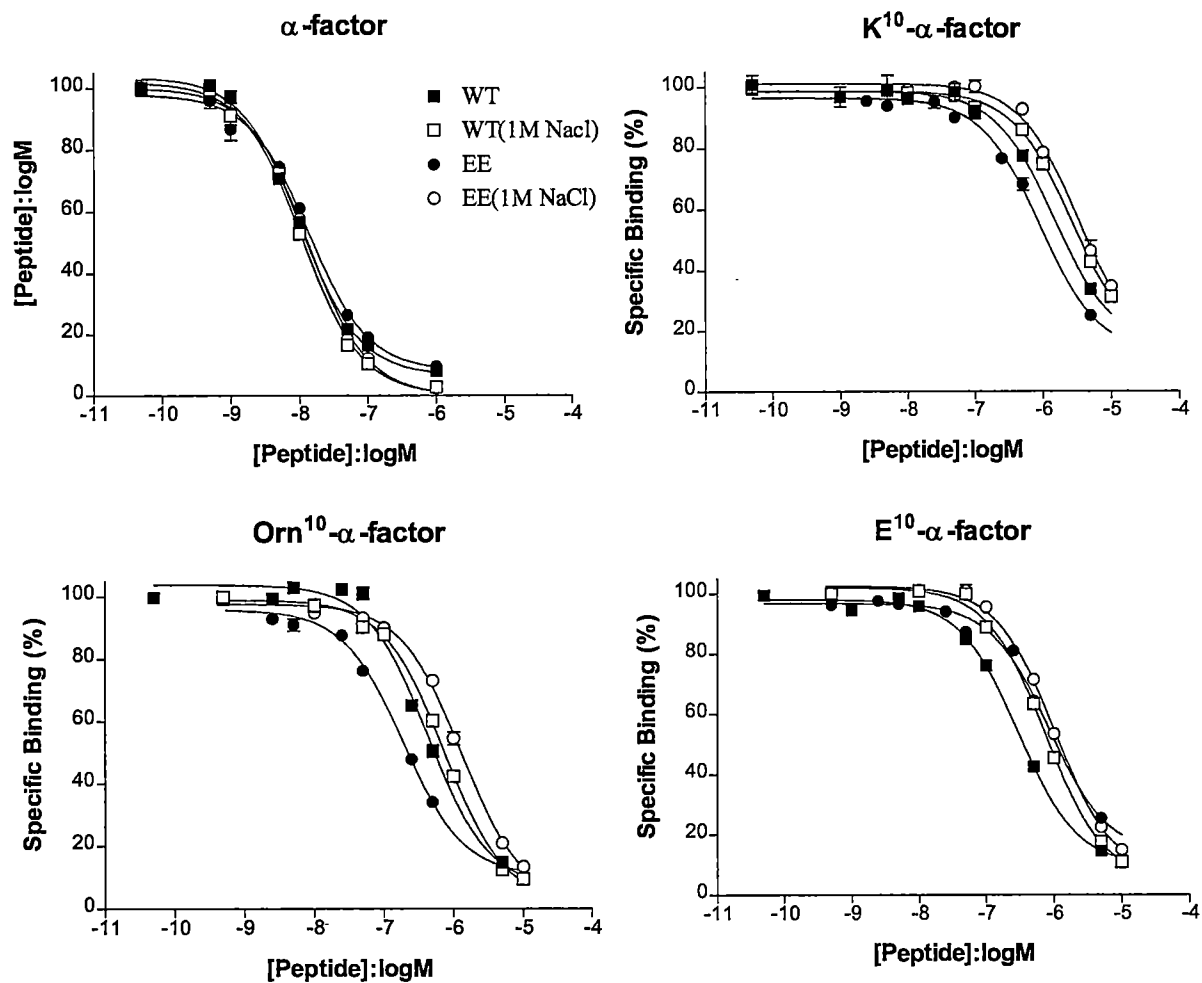 α-factor
100
80
60
40
20
0
[Peptide]:logM
-11 -10 -9 -8 -7 -6 -5 -4
[Peptide]:logM
WT
WT(1M Nacl)
EE
EE(1M NaCl)
K¹⁰-α-factor
100
80
60
40
20
0
Specific Binding (%)
-11 -10 -9 -8 -7 -6 -5 -4
[Peptide]:logM
Orn¹⁰-α-factor
100
80
60
40
20
0
Specific Binding (%)
-11 -10 -9 -8 -7 -6 -5 -4
[Peptide]:logM
E¹⁰-α-factor
100
80
60
40
20
0
Specific Binding (%)
-11 -10 -9 -8 -7 -6 -5 -4
[Peptide]:logM